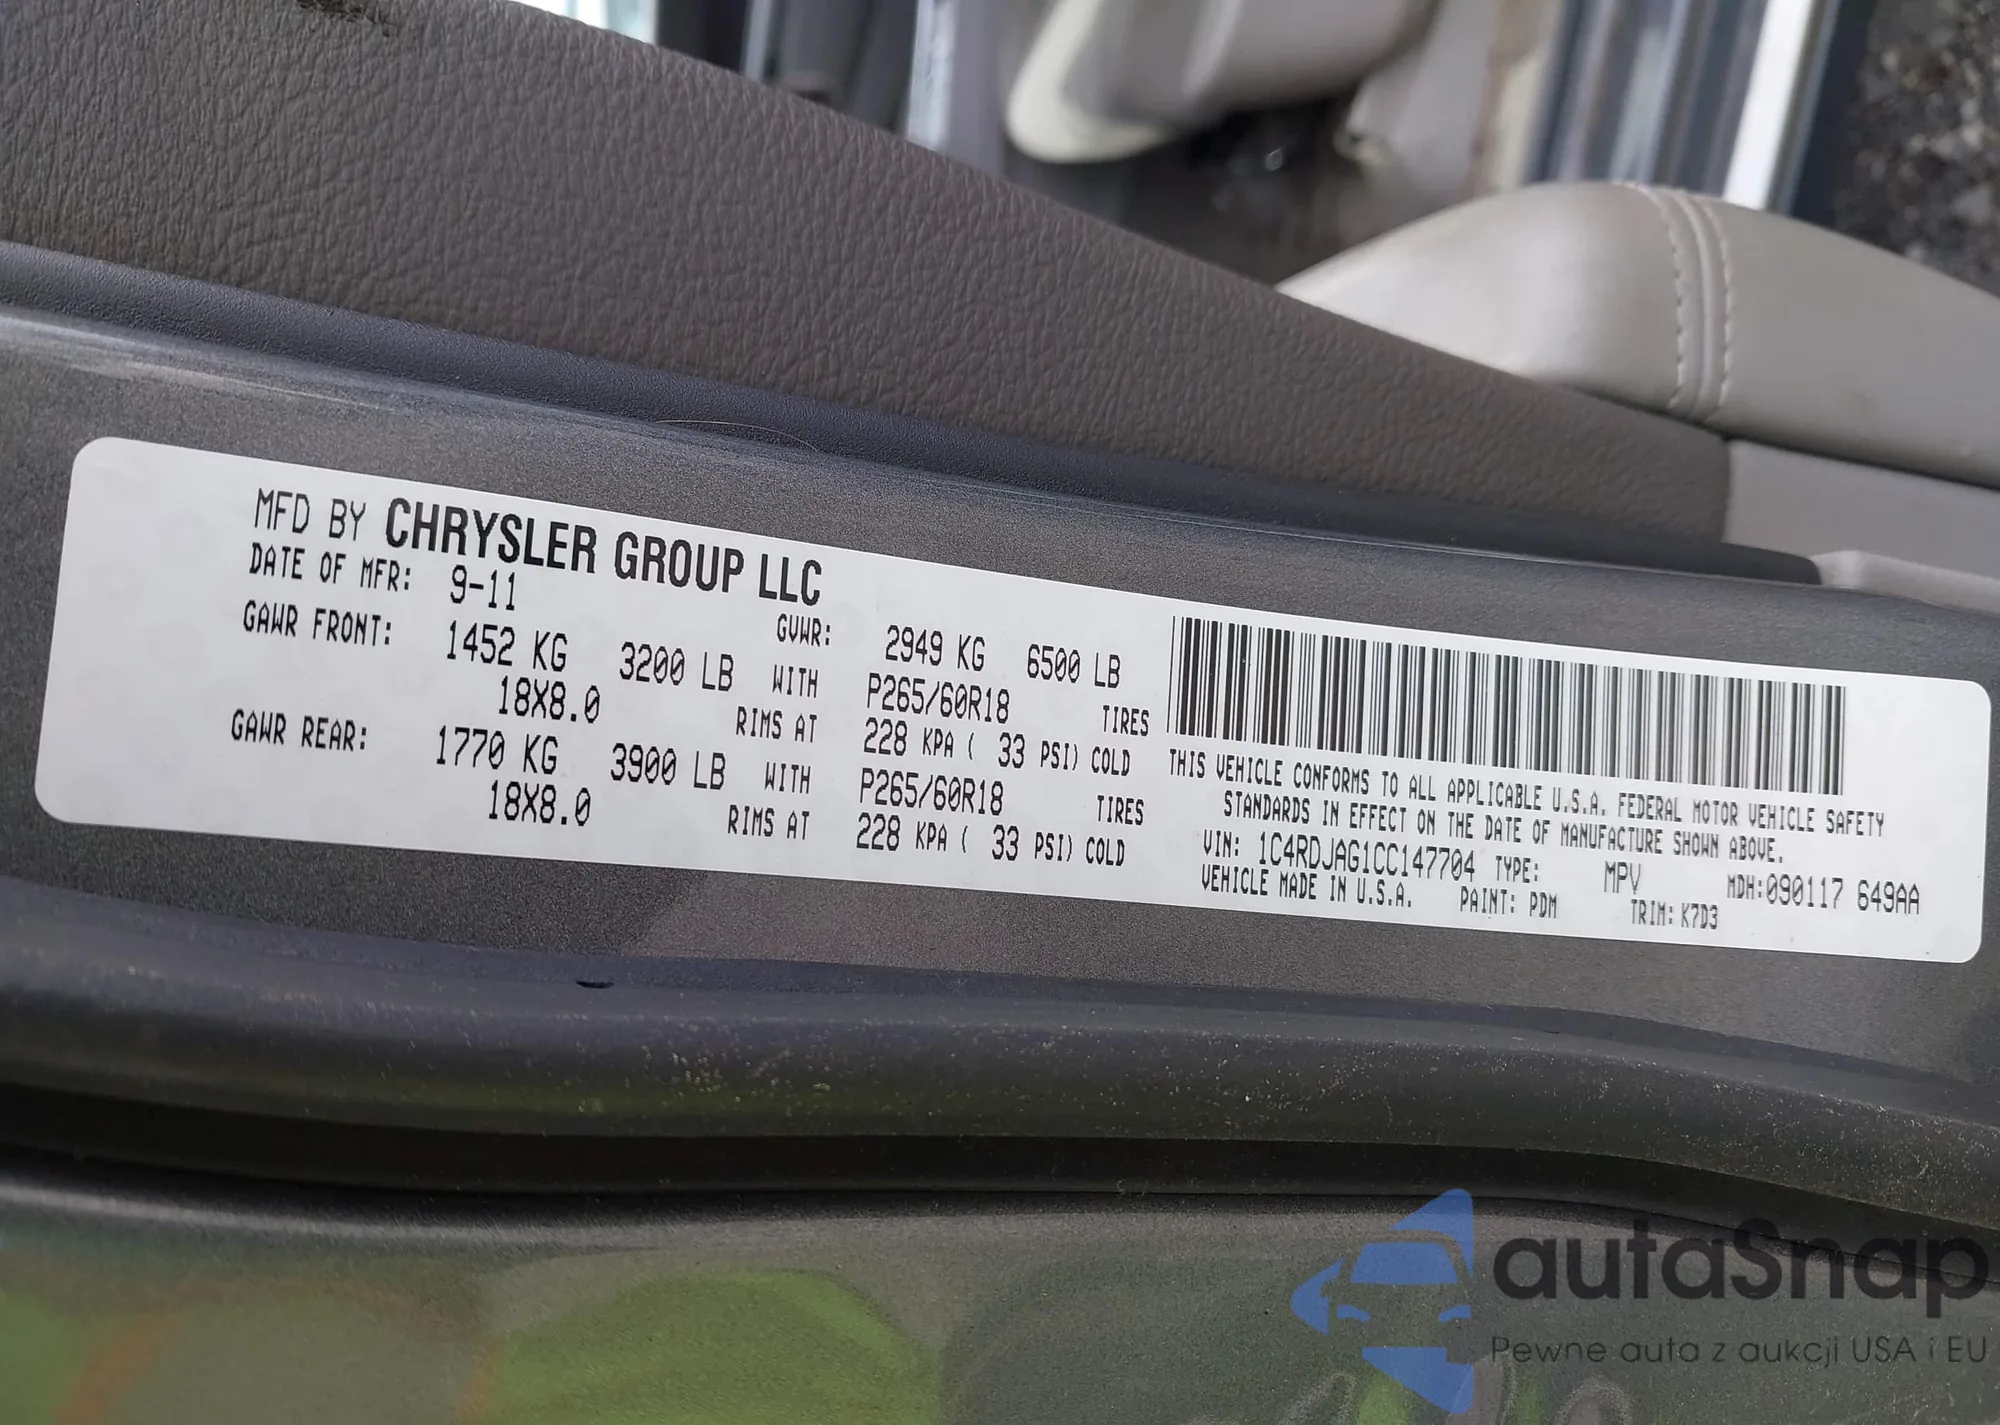 MFD BY CHRYSLER GROUP LLC
DATE OF MFR: 9-11 GVWR: 2949 KG 6500 LB
GAWR FRONT: 1452 KG 3200 LB WITH P265/60R18 TIRES
18X8.0 RIMS AT 228 KPA ( 33 PSI) COLD
GAWR REAR: 1770 KG 3900 LB WITH P265/60R18 TIRES
18X8.0 RIMS AT 228 KPA ( 33 PSI) COLD
THIS VEHICLE CONFORMS TO ALL APPLICABLE U.S.A. FEDERAL MOTOR VEHICLE SAFETY
STANDARDS IN EFFECT ON THE DATE OF MANUFACTURE SHOWN ABOVE.
VIN: 1C4RDJAG1CC147704 TYPE: MPV MDH:090117 649AA
VEHICLE MADE IN U.S.A. PAINT: PDM TRIM: K7D3
autaSnap
Pewne auta z aukcji USA i EU